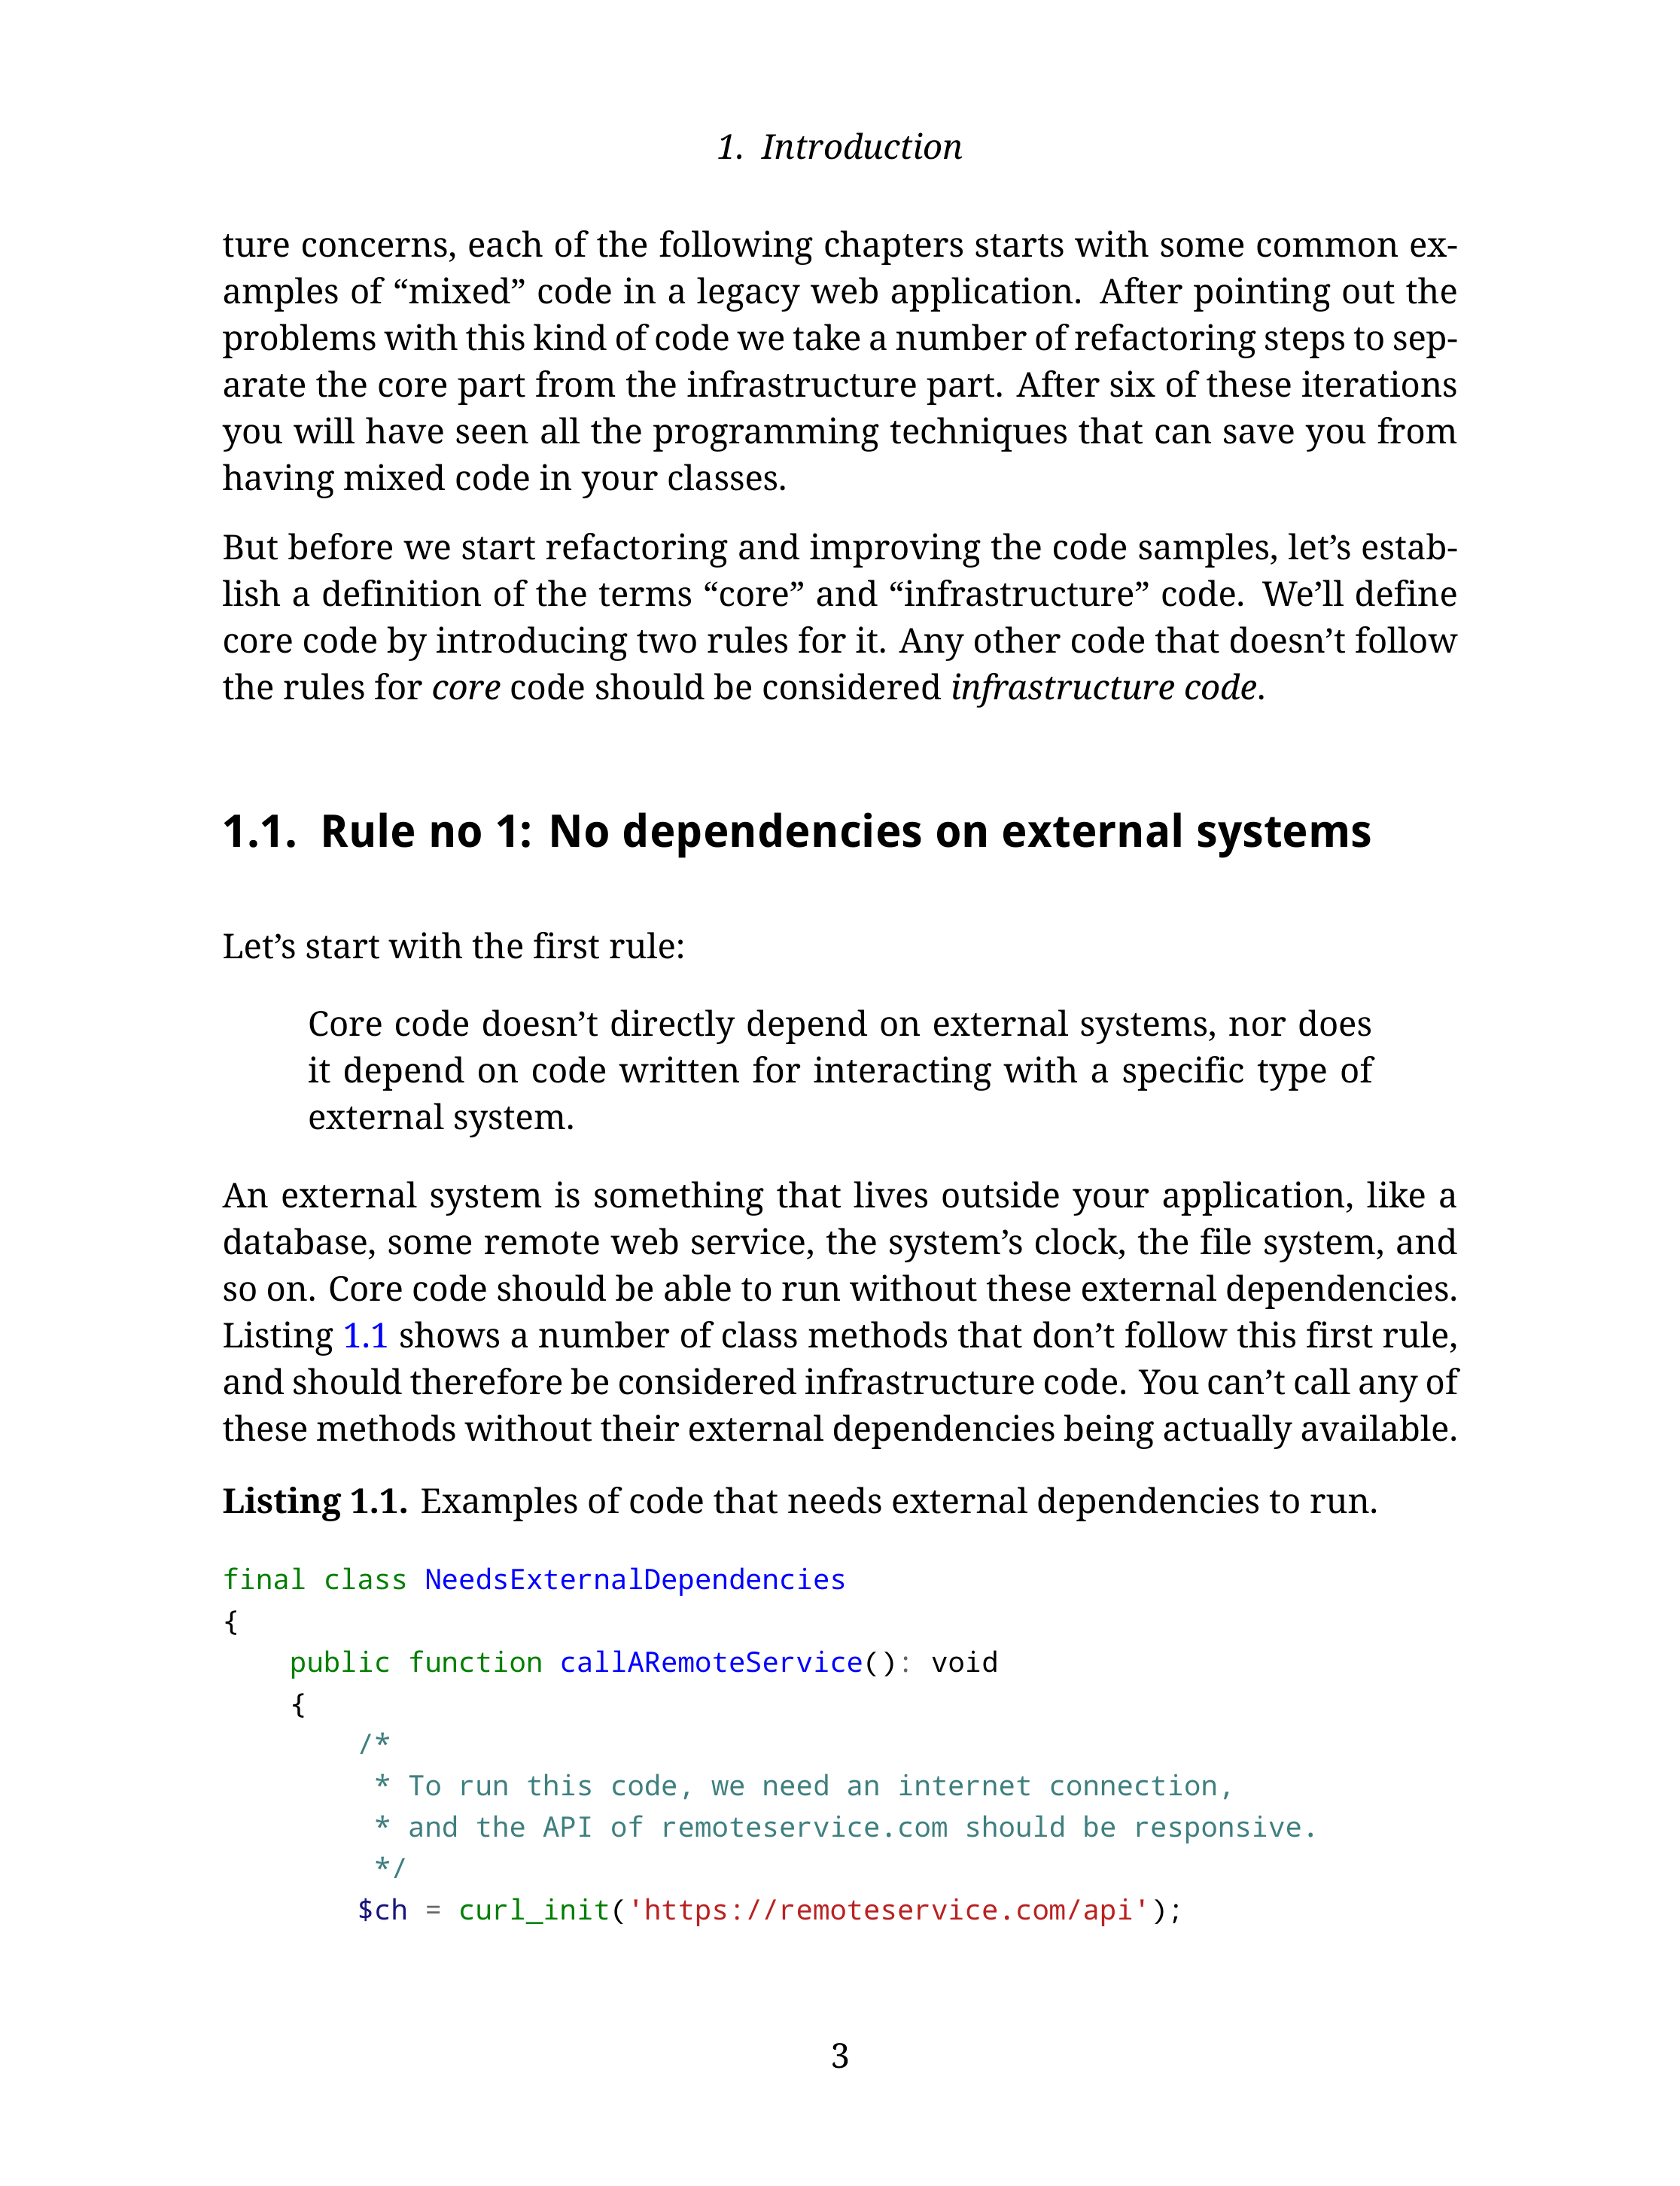 1. Introduction
ture concerns, each of the following chapters starts with some common ex-
amples of “mixed” code in a legacy web application. After pointing out the
problems with this kind of code we take a number of refactoring steps to sep-
arate the core part from the infrastructure part. After six of these iterations
you will have seen all the programming techniques that can save you from
having mixed code in your classes.
But before we start refactoring and improving the code samples, let’s estab-
lish a definition of the terms “core” and “infrastructure” code. We’ll define
core code by introducing two rules for it. Any other code that doesn’t follow
the rules for core code should be considered infrastructure code.
1.1. Rule no 1: No dependencies on external systems
Let’s start with the first rule:
Core code doesn’t directly depend on external systems, nor does
it depend on code written for interacting with a specific type of
external system.
An external system is something that lives outside your application, like a
database, some remote web service, the system’s clock, the file system, and
so on. Core code should be able to run without these external dependencies.
Listing 1.1 shows a number of class methods that don’t follow this first rule,
and should therefore be considered infrastructure code. You can’t call any of
these methods without their external dependencies being actually available.
Listing 1.1. Examples of code that needs external dependencies to run.
final class NeedsExternalDependencies
{
    public function callARemoteService(): void
    {
        /*
         * To run this code, we need an internet connection,
         * and the API of remoteservice.com should be responsive.
         */
        $ch = curl_init('https://remoteservice.com/api');
3